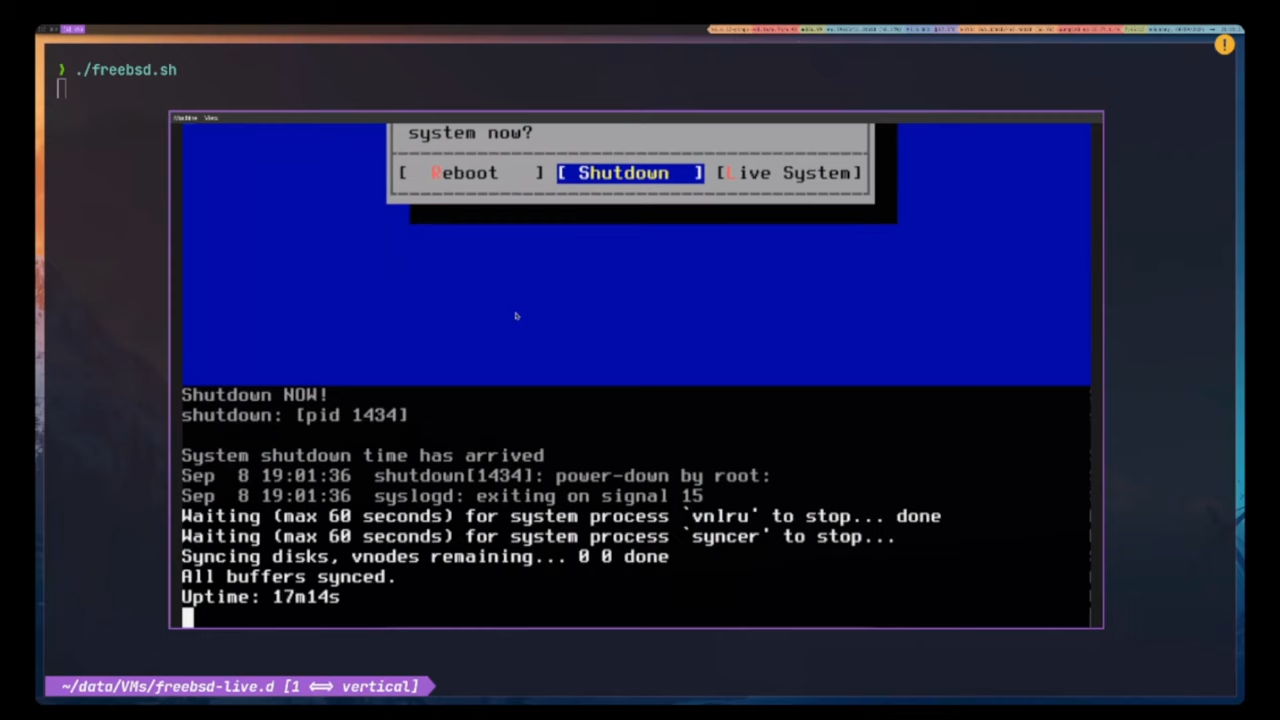 ❯ ./freebsd.sh
Machine View
system now?
[ Reboot ] [ Shutdown ] [Live System]
Shutdown NOW!
shutdown: [pid 1434]
System shutdown time has arrived
Sep 8 19:01:36 shutdown[1434]: power-down by root:
Sep 8 19:01:36 syslogd: exiting on signal 15
Waiting (max 60 seconds) for system process `vnlru' to stop... done
Waiting (max 60 seconds) for system process `syncer' to stop...
Syncing disks, vnodes remaining... 0 0 done
All buffers synced.
Uptime: 17m14s
~/data/VMs/freebsd-live.d [1 ⟺ vertical]